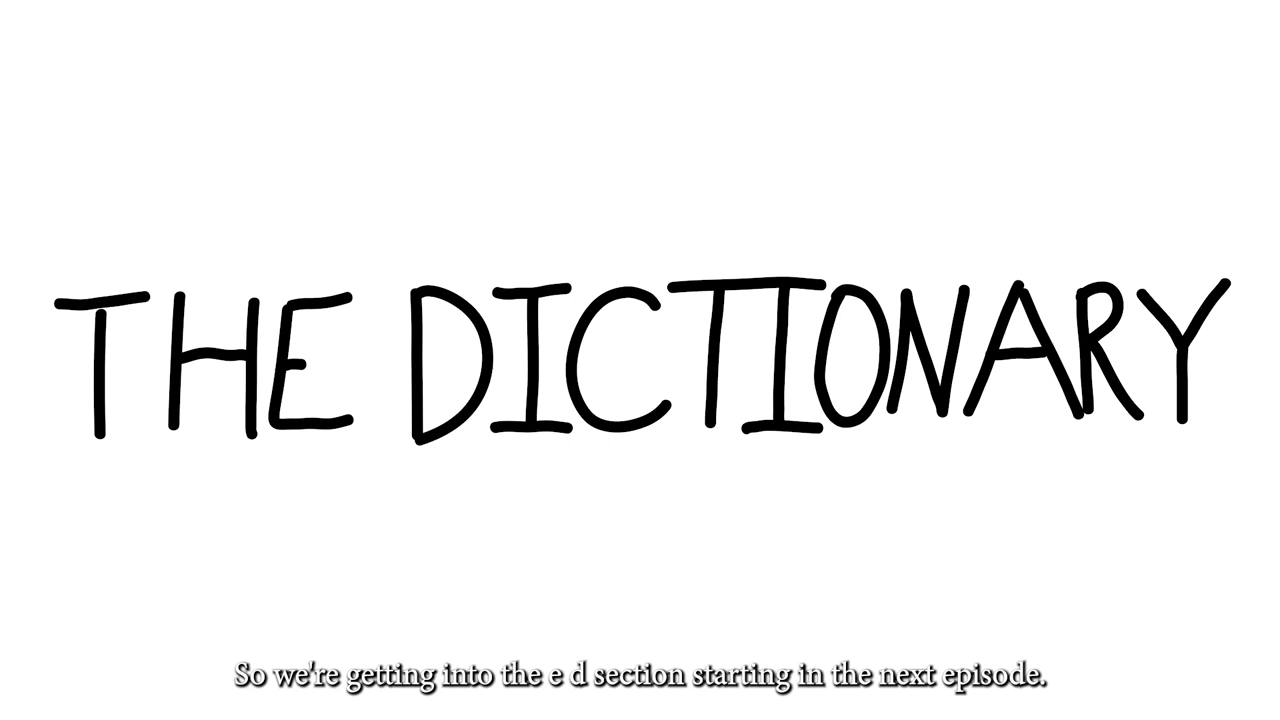 THE DICTIONARY
So we're getting into the e d section starting in the next episode.